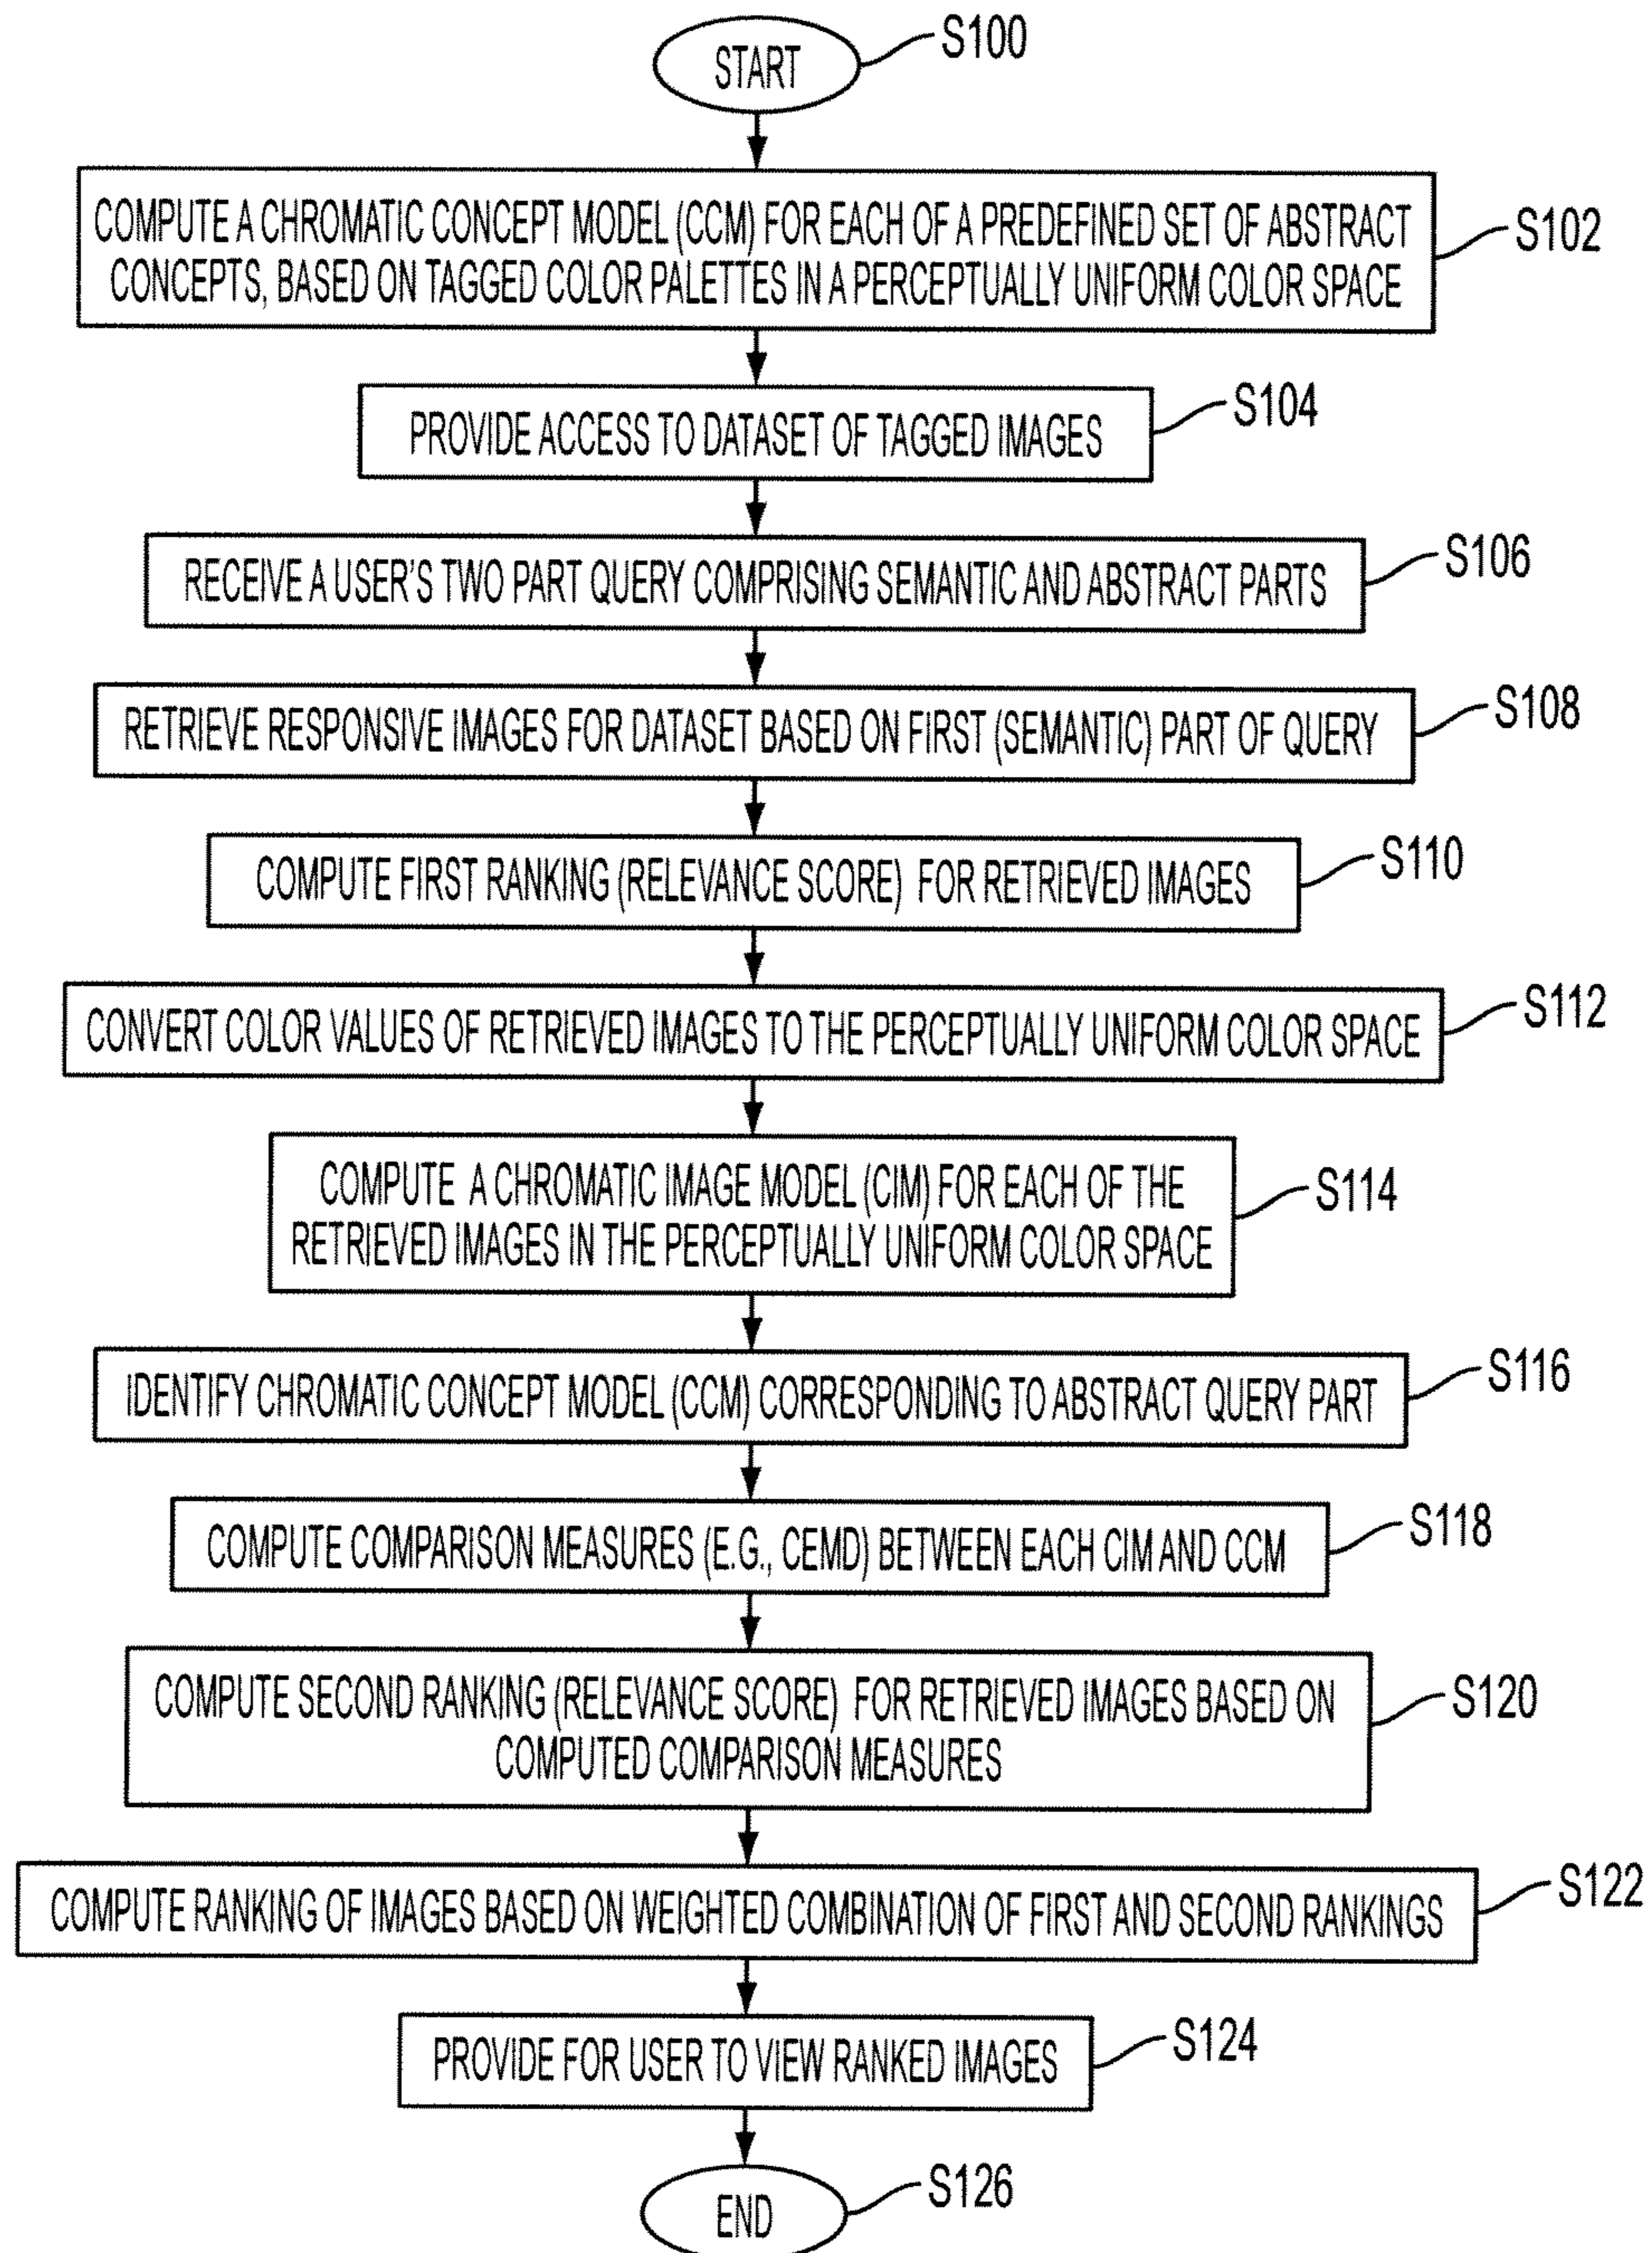 START
S100
COMPUTE A CHROMATIC CONCEPT MODEL (CCM) FOR EACH OF A PREDEFINED SET OF ABSTRACT
CONCEPTS, BASED ON TAGGED COLOR PALETTES IN A PERCEPTUALLY UNIFORM COLOR SPACE
S102
PROVIDE ACCESS TO DATASET OF TAGGED IMAGES
S104
RECEIVE A USER'S TWO PART QUERY COMPRISING SEMANTIC AND ABSTRACT PARTS
S106
RETRIEVE RESPONSIVE IMAGES FOR DATASET BASED ON FIRST (SEMANTIC) PART OF QUERY
S108
COMPUTE FIRST RANKING (RELEVANCE SCORE) FOR RETRIEVED IMAGES
S110
CONVERT COLOR VALUES OF RETRIEVED IMAGES TO THE PERCEPTUALLY UNIFORM COLOR SPACE
S112
COMPUTE A CHROMATIC IMAGE MODEL (CIM) FOR EACH OF THE
RETRIEVED IMAGES IN THE PERCEPTUALLY UNIFORM COLOR SPACE
S114
IDENTIFY CHROMATIC CONCEPT MODEL (CCM) CORRESPONDING TO ABSTRACT QUERY PART
S116
COMPUTE COMPARISON MEASURES (E.G., CEMD) BETWEEN EACH CIM AND CCM
S118
COMPUTE SECOND RANKING (RELEVANCE SCORE) FOR RETRIEVED IMAGES BASED ON
COMPUTED COMPARISON MEASURES
S120
COMPUTE RANKING OF IMAGES BASED ON WEIGHTED COMBINATION OF FIRST AND SECOND RANKINGS
S122
PROVIDE FOR USER TO VIEW RANKED IMAGES
S124
END
S126